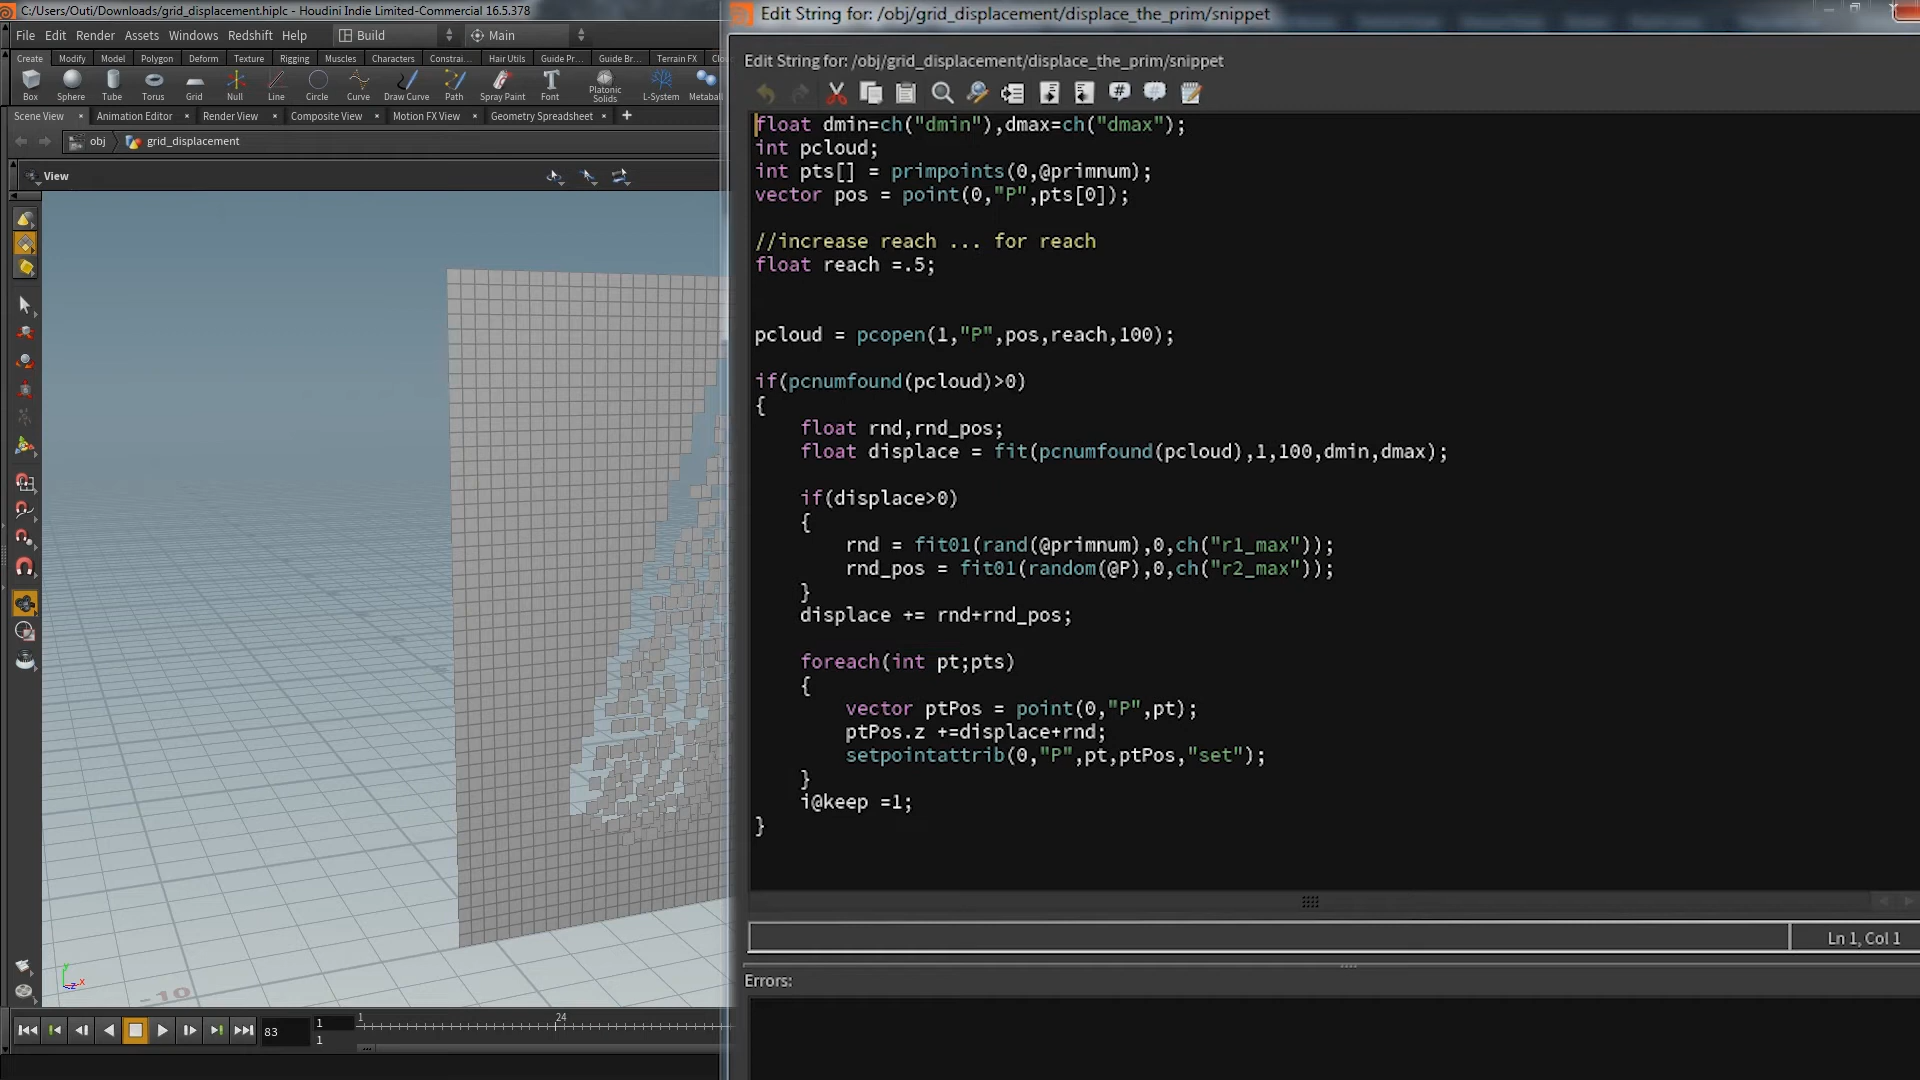 C:/Users/Outi/Downloads/grid_displacement.hiplc - Houdini Indie Limited-Commercial 16.5.378
File Edit Render Assets Windows Redshift Help Build Main
Create Modify Model Polygon Deform Texture Rigging Muscles Characters Constrai... Hair Utils Guide Pr... Guide Br... Terrain FX Clo
Box Sphere Tube Torus Grid Null Line Circle Curve Draw Curve Path Spray Paint Font Platonic Solids L-System Metaball
Scene View Animation Editor Render View Composite View Motion FX View Geometry Spreadsheet
obj grid_displacement
View
-10
83
1
1
1
24
Edit String for: /obj/grid_displacement/displace_the_prim/snippet
Edit String for: /obj/grid_displacement/displace_the_prim/snippet
float dmin=ch("dmin"),dmax=ch("dmax");
int pcloud;
int pts[] = primpoints(0,@primnum);
vector pos = point(0,"P",pts[0]);
//increase reach ... for reach
float reach =.5;
pcloud = pcopen(1,"P",pos,reach,100);
if(pcnumfound(pcloud)>0)
{
float rnd,rnd_pos;
float displace = fit(pcnumfound(pcloud),1,100,dmin,dmax);
if(displace>0)
{
rnd = fit01(rand(@primnum),0,ch("r1_max"));
rnd_pos = fit01(random(@P),0,ch("r2_max"));
}
displace += rnd+rnd_pos;
foreach(int pt;pts)
{
vector ptPos = point(0,"P",pt);
ptPos.z +=displace+rnd;
setpointattrib(0,"P",pt,ptPos,"set");
}
i@keep =1;
}
Ln 1, Col 1
Errors:
x
y
z